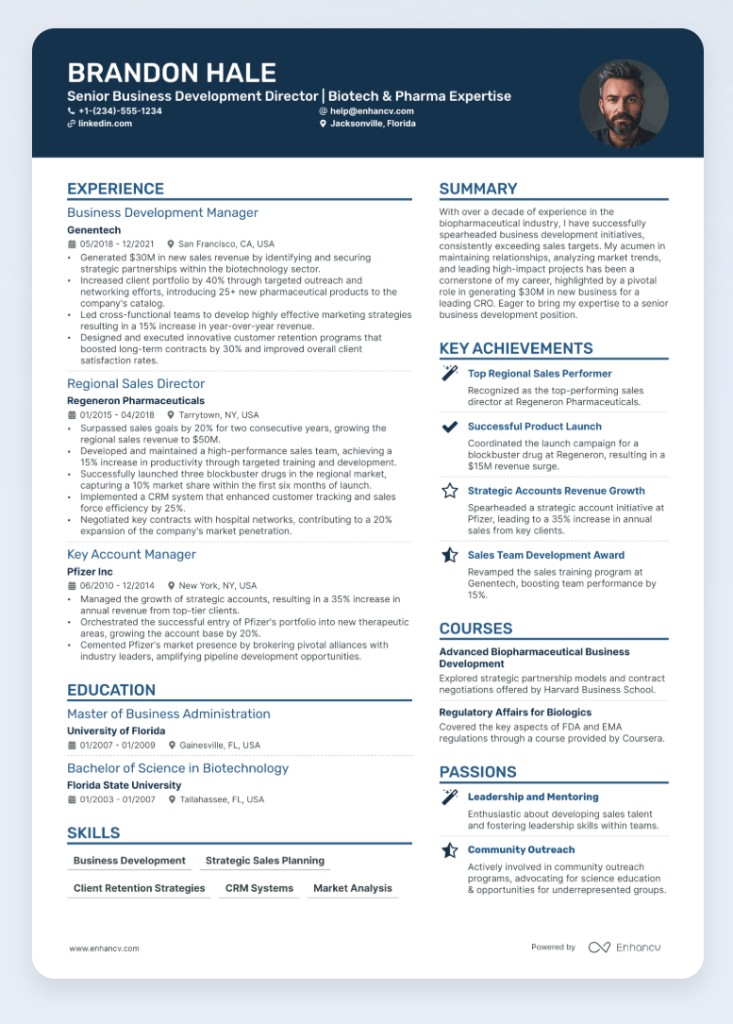 BRANDON HALE
Senior Business Development Director | Biotech & Pharma Expertise
+1-(234)-555-1234
help@enhancv.com
linkedin.com
Jacksonville, Florida
EXPERIENCE
Business Development Manager
Genentech
05/2018 - 12/2021 San Francisco, CA, USA
• Generated $30M in new sales revenue by identifying and securing
strategic partnerships within the biotechnology sector.
• Increased client portfolio by 40% through targeted outreach and
networking efforts, introducing 25+ new pharmaceutical products to the
company's catalog.
• Led cross-functional teams to develop highly effective marketing strategies
resulting in a 15% increase in year-over-year revenue.
• Designed and executed innovative customer retention programs that
boosted long-term contracts by 30% and improved overall client
satisfaction rates.
Regional Sales Director
Regeneron Pharmaceuticals
01/2015 - 04/2018 Tarrytown, NY, USA
• Surpassed sales goals by 20% for two consecutive years, growing the
regional sales revenue to $50M.
• Developed and maintained a high-performance sales team, achieving a
15% increase in productivity through targeted training and development.
• Successfully launched three blockbuster drugs in the regional market,
capturing a 10% market share within the first six months of launch.
• Implemented a CRM system that enhanced customer tracking and sales
force efficiency by 25%.
• Negotiated key contracts with hospital networks, contributing to a 20%
expansion of the company's market penetration.
Key Account Manager
Pfizer Inc
06/2010 - 12/2014 New York, NY, USA
• Managed the growth of strategic accounts, resulting in a 35% increase in
annual revenue from top-tier clients.
• Orchestrated the successful entry of Pfizer's portfolio into new therapeutic
areas, growing the account base by 20%.
• Cemented Pfizer's market presence by brokering pivotal alliances with
industry leaders, amplifying pipeline development opportunities.
EDUCATION
Master of Business Administration
University of Florida
01/2007 - 01/2009 Gainesville, FL, USA
Bachelor of Science in Biotechnology
Florida State University
01/2003 - 01/2007 Tallahassee, FL, USA
SKILLS
Business Development Strategic Sales Planning
Client Retention Strategies CRM Systems Market Analysis
SUMMARY
With over a decade of experience in the
biopharmaceutical industry, I have successfully
spearheaded business development initiatives,
consistently exceeding sales targets. My acumen in
maintaining relationships, analyzing market trends,
and leading high-impact projects has been a
cornerstone of my career, highlighted by a pivotal
role in generating $30M in new business for a
leading CRO. Eager to bring my expertise to a senior
business development position.
KEY ACHIEVEMENTS
Top Regional Sales Performer
Recognized as the top-performing sales
director at Regeneron Pharmaceuticals.
Successful Product Launch
Coordinated the launch campaign for a
blockbuster drug at Regeneron, resulting in a
$15M revenue surge.
Strategic Accounts Revenue Growth
Spearheaded a strategic account initiative at
Pfizer, leading to a 35% increase in annual
sales from key clients.
Sales Team Development Award
Revamped the sales training program at
Genentech, boosting team performance by
15%.
COURSES
Advanced Biopharmaceutical Business
Development
Explored strategic partnership models and contract
negotiations offered by Harvard Business School.
Regulatory Affairs for Biologics
Covered the key aspects of FDA and EMA
regulations through a course provided by Coursera.
PASSIONS
Leadership and Mentoring
Enthusiastic about developing sales talent
and fostering leadership skills within teams.
Community Outreach
Actively involved in community outreach
programs, advocating for science education
& opportunities for underrepresented groups.
www.enhancv.com
Powered by Enhancv